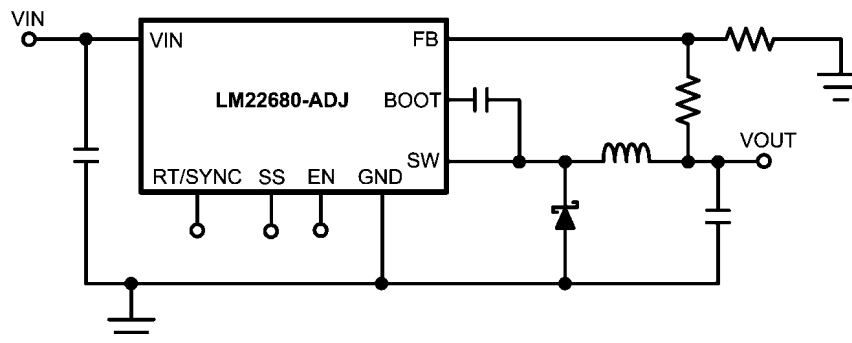 VIN
VIN
FB
LM22680-ADJ
BOOT
SW
VOUT
RT/SYNC
SS
EN
GND